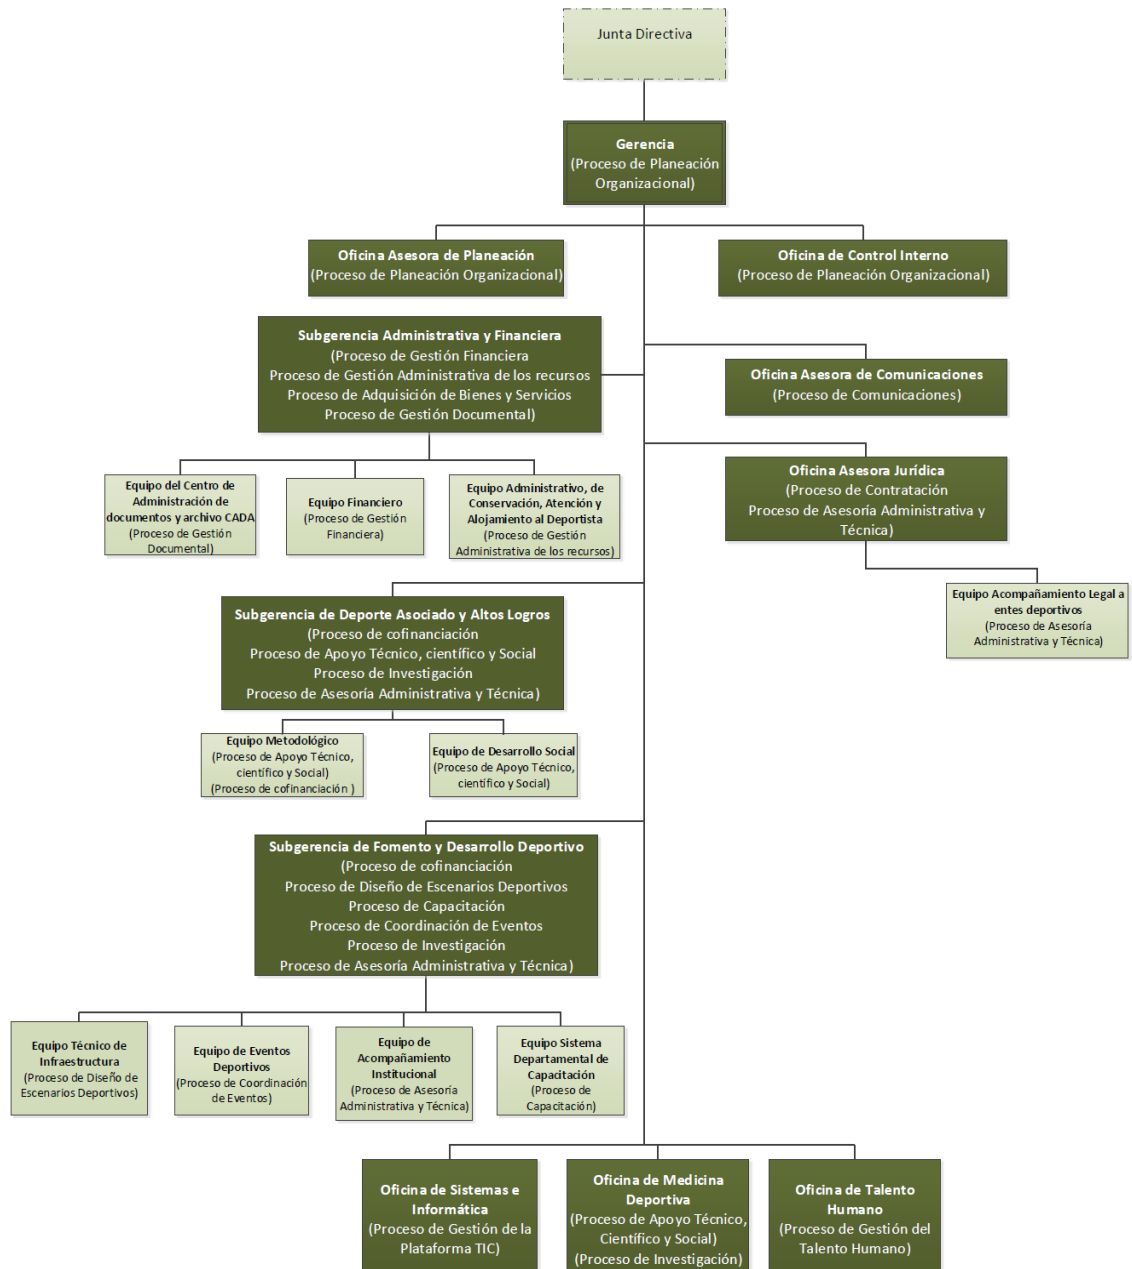 Junta Directiva
Gerencia
(Proceso de Planeación
Organizacional)
Oficina Asesora de Planeación
(Proceso de Planeación Organizacional)
Oficina de Control Interno
(Proceso de Planeación Organizacional)
Subgerencia Administrativa y Financiera
(Proceso de Gestión Financiera
Proceso de Gestión Administrativa de los recursos
Proceso de Adquisición de Bienes y Servicios
Proceso de Gestión Documental)
Oficina Asesora de Comunicaciones
(Proceso de Comunicaciones)
Oficina Asesora Jurídica
(Proceso de Contratación
Proceso de Asesoría Administrativa y
Técnica)
Equipo del Centro de
Administración de
documentos y archivo CADA
(Proceso de Gestión
Documental)
Equipo Financiero
(Proceso de Gestión
Financiera)
Equipo Administrativo, de
Conservación, Atención y
Alojamiento al Deportista
(Proceso de Gestión
Administrativa de los recursos)
Equipo Acompañamiento Legal a
entes deportivos
(Proceso de Asesoría
Administrativa y Técnica)
Subgerencia de Deporte Asociado y Altos Logros
(Proceso de cofinanciación
Proceso de Apoyo Técnico, científico y Social
Proceso de Investigación
Proceso de Asesoría Administrativa y Técnica)
Equipo Metodológico
(Proceso de Apoyo Técnico,
científico y Social)
(Proceso de cofinanciación )
Equipo de Desarrollo Social
(Proceso de Apoyo Técnico,
científico y Social)
Subgerencia de Fomento y Desarrollo Deportivo
(Proceso de cofinanciación
Proceso de Diseño de Escenarios Deportivos
Proceso de Capacitación
Proceso de Coordinación de Eventos
Proceso de Investigación
Proceso de Asesoría Administrativa y Técnica)
Equipo Técnico de
Infraestructura
(Proceso de Diseño de
Escenarios Deportivos)
Equipo de Eventos
Deportivos
(Proceso de Coordinación
de Eventos)
Equipo de
Acompañamiento
Institucional
(Proceso de Asesoría
Administrativa y Técnica)
Equipo Sistema
Departamental de
Capacitación
(Proceso de
Capacitación)
Oficina de Sistemas e
Informática
(Proceso de Gestión de la
Plataforma TIC)
Oficina de Medicina
Deportiva
(Proceso de Apoyo Técnico,
Científico y Social)
(Proceso de Investigación)
Oficina de Talento
Humano
(Proceso de Gestión del
Talento Humano)